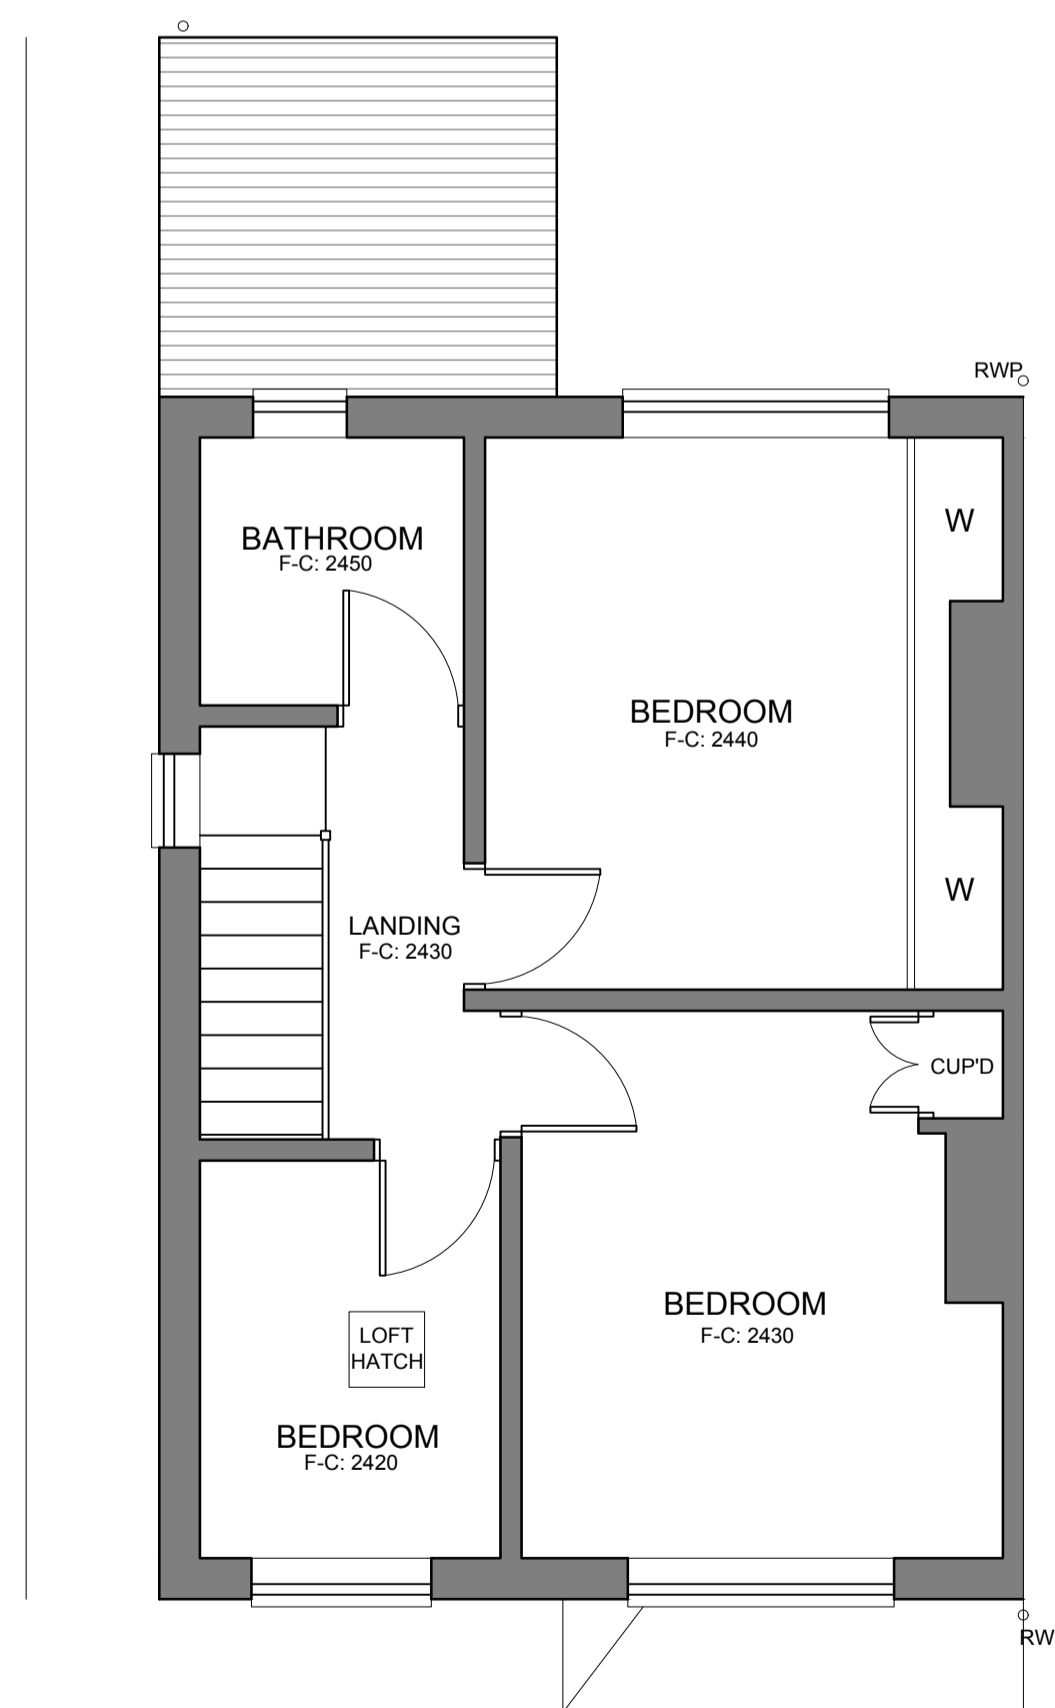 RWP
BATHROOM
F-C: 2450
W
BEDROOM
F-C: 2440
W
LANDING
F-C: 2430
CUP'D
BEDROOM
F-C: 2430
LOFT
HATCH
BEDROOM
F-C: 2420
RW